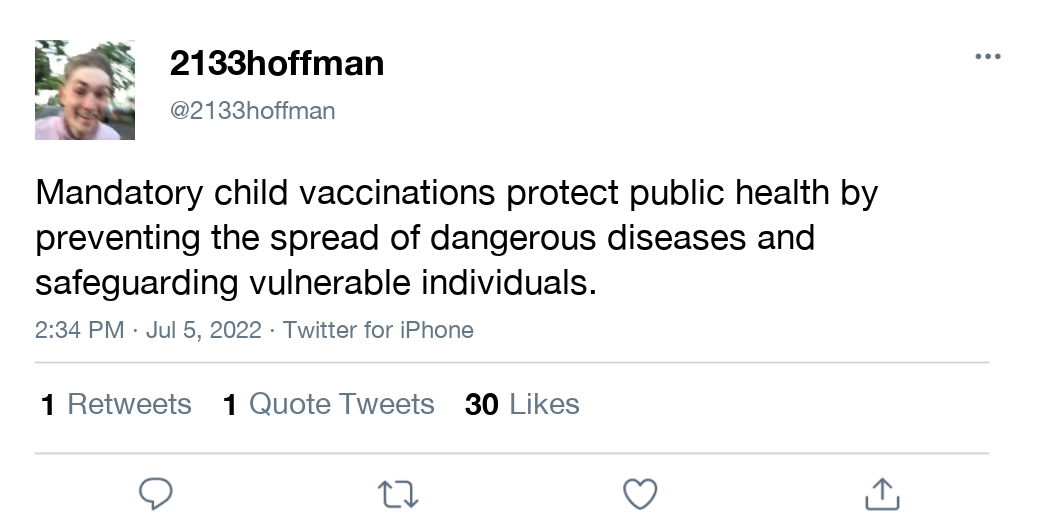 2133hoffman
@2133hoffman
Mandatory child vaccinations protect public health by
preventing the spread of dangerous diseases and
safeguarding vulnerable individuals.
2:34 PM · Jul 5, 2022 · Twitter for iPhone
1 Retweets 1 Quote Tweets 30 Likes